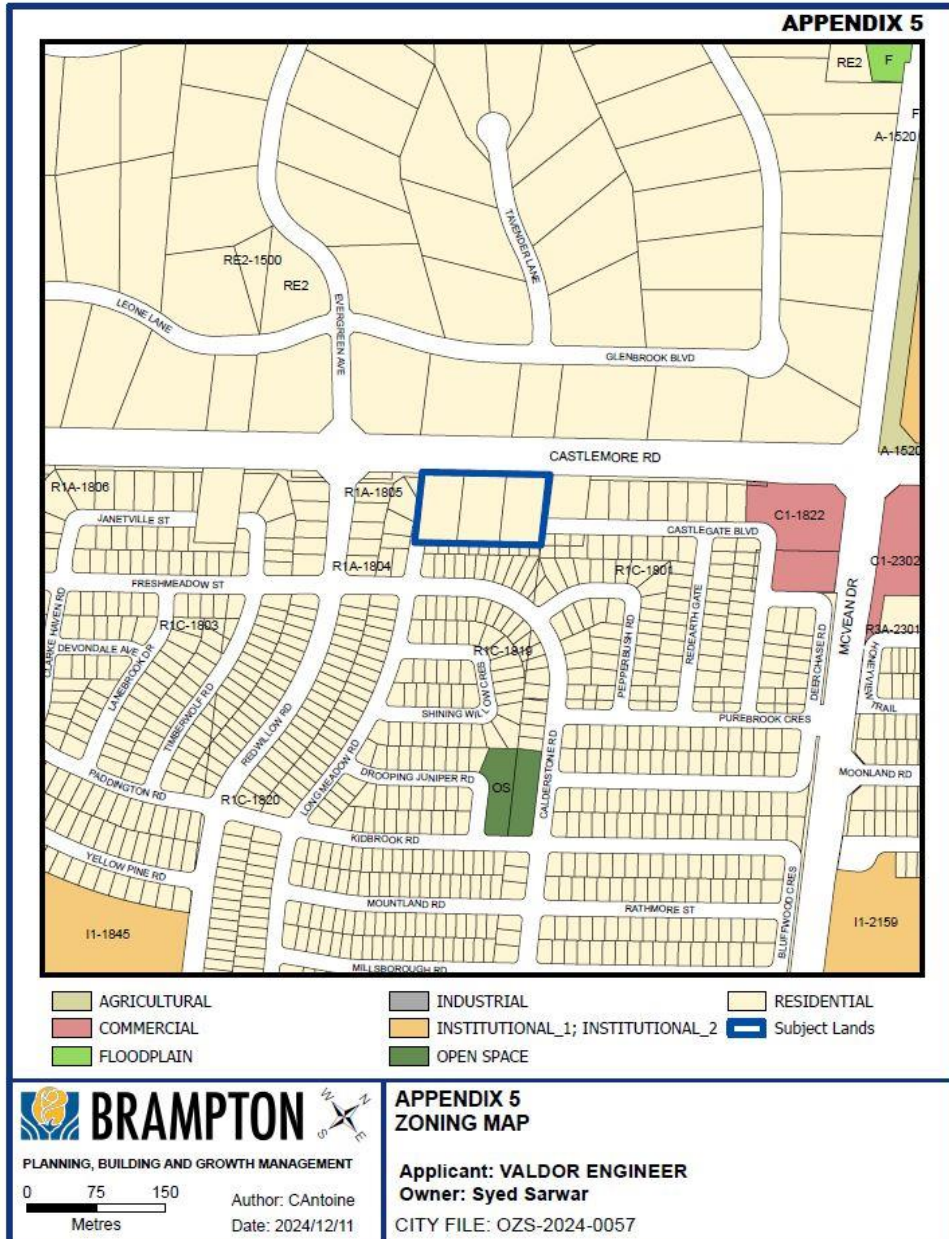 APPENDIX 5
RE2
F
F
A-1520
TAVENDER LANE
RE2-1500
RE2
LEONE LANE
EVERGREEN AVE
GLENBROOK BLVD
CASTLEMORE RD
A-1520
R1A-1806
R1A-1805
C1-1822
JANETVILLE ST
CASTLEGATE BLVD
C1-2302
R1A-1804
R1C-1801
FRESHMEADOW ST
CLARKE HAVEN RD
R1C-1803
MCVEAN DR
R3A-2301
DEVONDALE AVE
LANEBROOK DR
TIMBERWOLF RD
REDWILLOW RD
R1C-1819
PEPPERBUSH RD
REDEARTH GATE
DEERCHASE RD
HONEYVIEW TRAIL
SHINING WILLOW CRES
PUREBROOK CRES
PADDINGTON RD
LONG MEADOW RD
DROOPING JUNIPER RD
OS
CALDERSTONE RD
MOONLAND RD
R1C-1820
KIDBROOK RD
YELLOW PINE RD
MOUNTLAND RD
RATHMORE ST
BLUFFWOOD CRES
I1-1845
I1-2159
MILLSBOROUGH RD
AGRICULTURAL
INDUSTRIAL
RESIDENTIAL
COMMERCIAL
INSTITUTIONAL_1; INSTITUTIONAL_2
Subject Lands
FLOODPLAIN
OPEN SPACE
BRAMPTON
W N
S E
PLANNING, BUILDING AND GROWTH MANAGEMENT
0 75 150
Metres
Author: CAntoine
Date: 2024/12/11
APPENDIX 5
ZONING MAP
Applicant: VALDOR ENGINEER
Owner: Syed Sarwar
CITY FILE: OZS-2024-0057